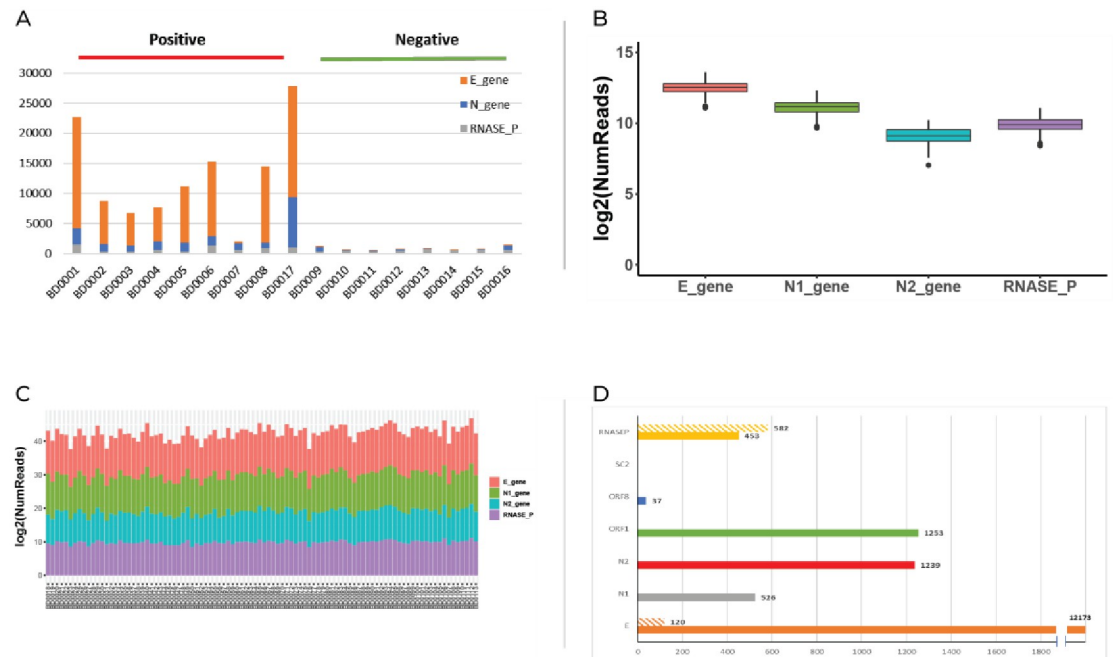 A
Positive
Negative
30000
25000
20000
15000
10000
5000
0
E_gene
N_gene
RNASE_P
BD0001
BD0002
BD0003
BD0004
BD0005
BD0006
BD0007
BD0008
BD0017
BD0009
BD0010
BD0011
BD0012
BD0013
BD0014
BD0015
BD0016
B
log2(NumReads)
15
10
5
0
E_gene
N1_gene
N2_gene
RNASE_P
C
log2(NumReads)
40
30
20
10
0
E_gene
N1_gene
N2_gene
RNASE_P
D
RNASEP
582
453
SC2
ORF8
37
ORF1
1253
N2
1239
N1
526
E
120
12173
0 200 400 600 800 1000 1200 1400 1600 1800